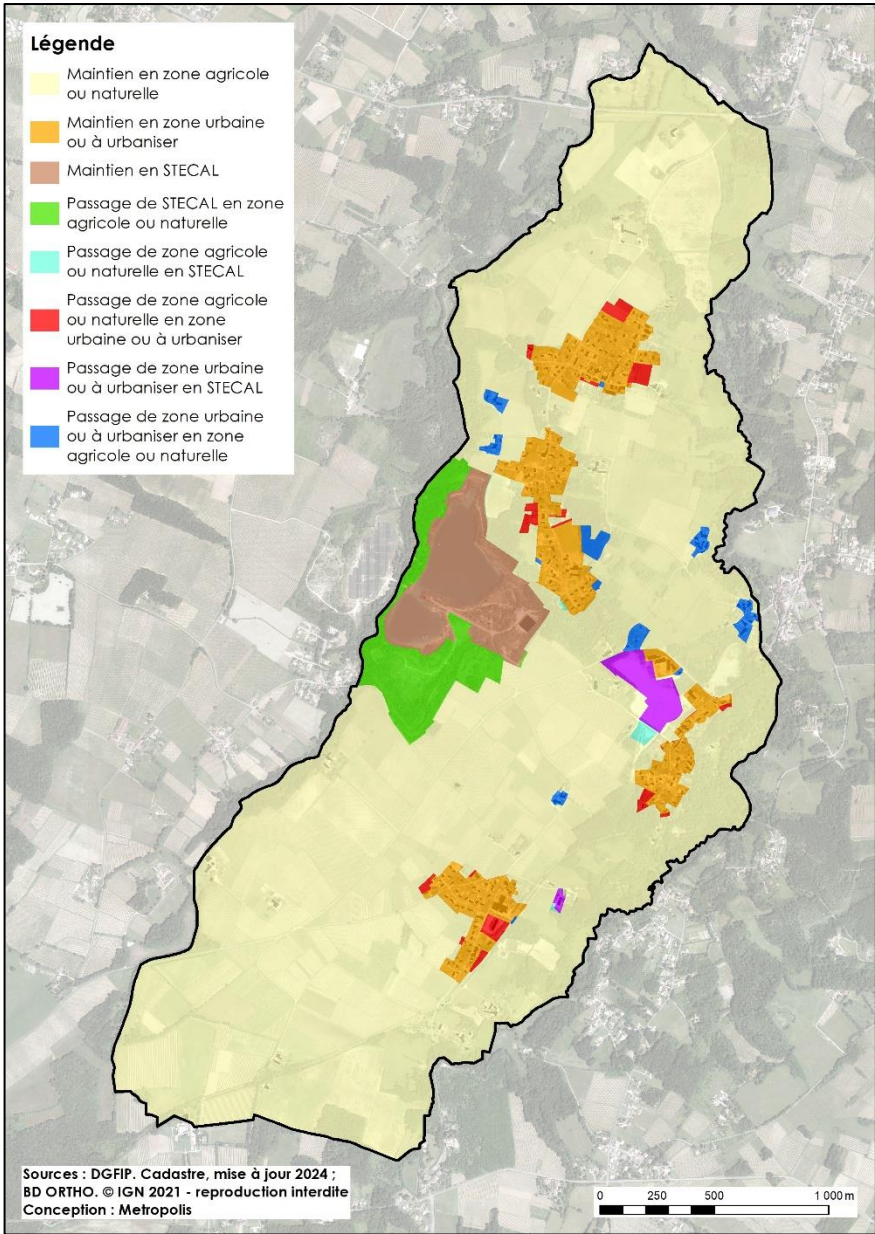 Légende
Maintien en zone agricole
ou naturelle
Maintien en zone urbaine
ou à urbaniser
Maintien en STECAL
Passage de STECAL en zone
agricole ou naturelle
Passage de zone agricole
ou naturelle en STECAL
Passage de zone agricole
ou naturelle en zone
urbaine ou à urbaniser
Passage de zone urbaine
ou à urbaniser en STECAL
Passage de zone urbaine
ou à urbaniser en zone
agricole ou naturelle
Sources : DGFIP. Cadastre, mise à jour 2024 ;
BD ORTHO. © IGN 2021 - reproduction interdite
Conception : Metropolis
0 250 500 1 000 m